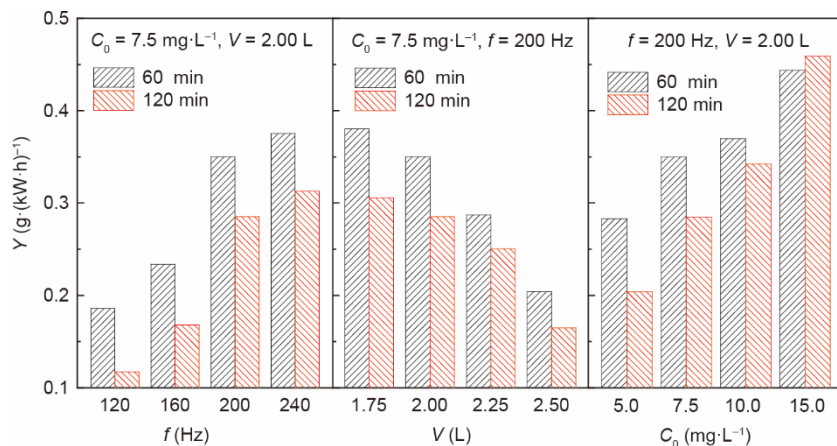 Y (g·(kW·h)⁻¹)
0.5
0.4
0.3
0.2
0.1
C₀ = 7.5 mg·L⁻¹, V = 2.00 L
60 min
120 min
120 160 200 240
f (Hz)
C₀ = 7.5 mg·L⁻¹, f = 200 Hz
60 min
120 min
1.75 2.00 2.25 2.50
V (L)
f = 200 Hz, V = 2.00 L
60 min
120 min
5.0 7.5 10.0 15.0
C₀ (mg·L⁻¹)